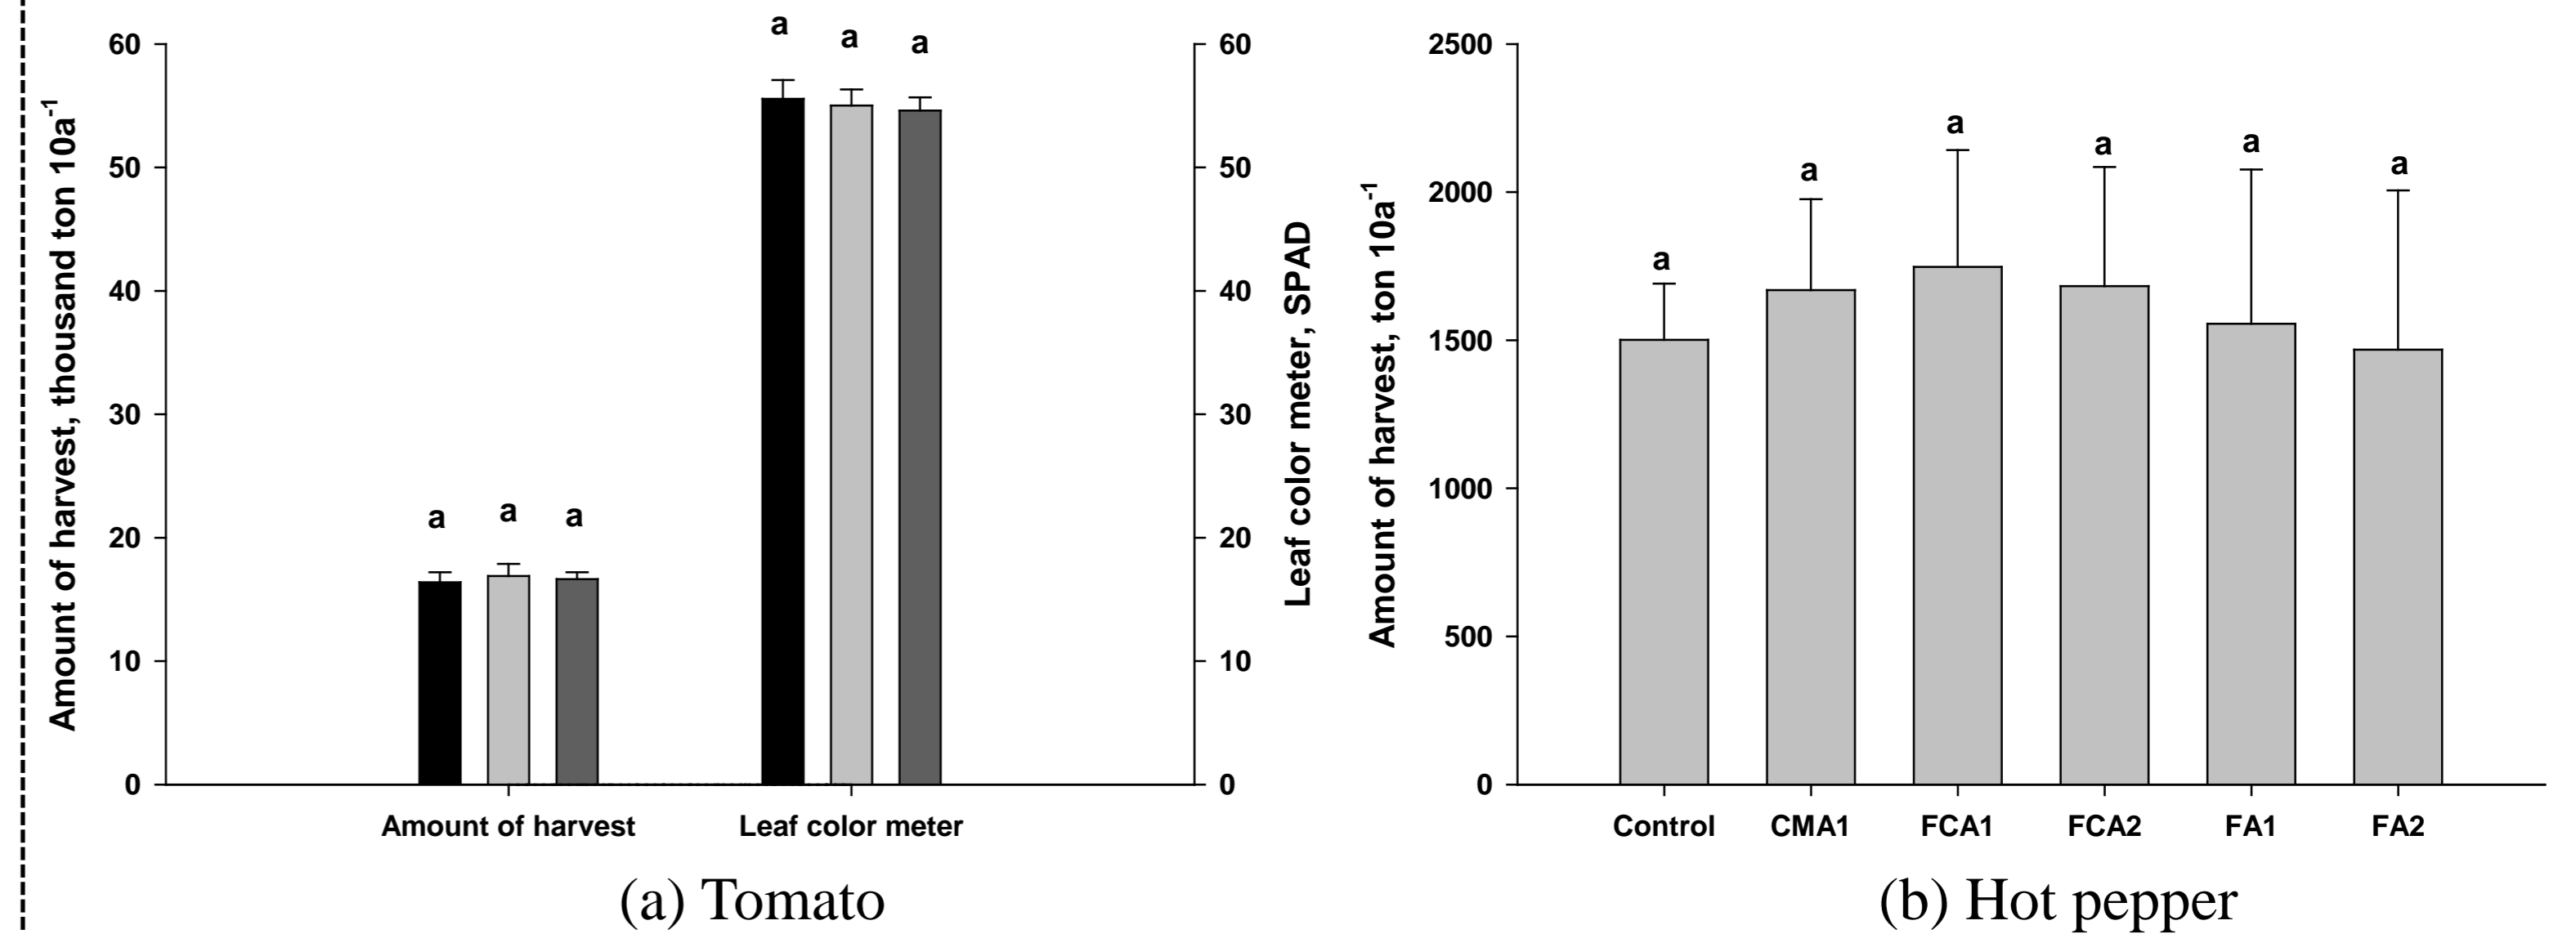 Amount of harvest, thousand ton 10a⁻¹
60
50
40
30
20
10
0
a a a
a a a
Amount of harvest
Leaf color meter
60
50
40
30
20
10
0
Leaf color meter, SPAD
(a) Tomato
Amount of harvest, ton 10a⁻¹
2500
2000
1500
1000
500
0
a a a a a a
Control CMA1 FCA1 FCA2 FA1 FA2
(b) Hot pepper